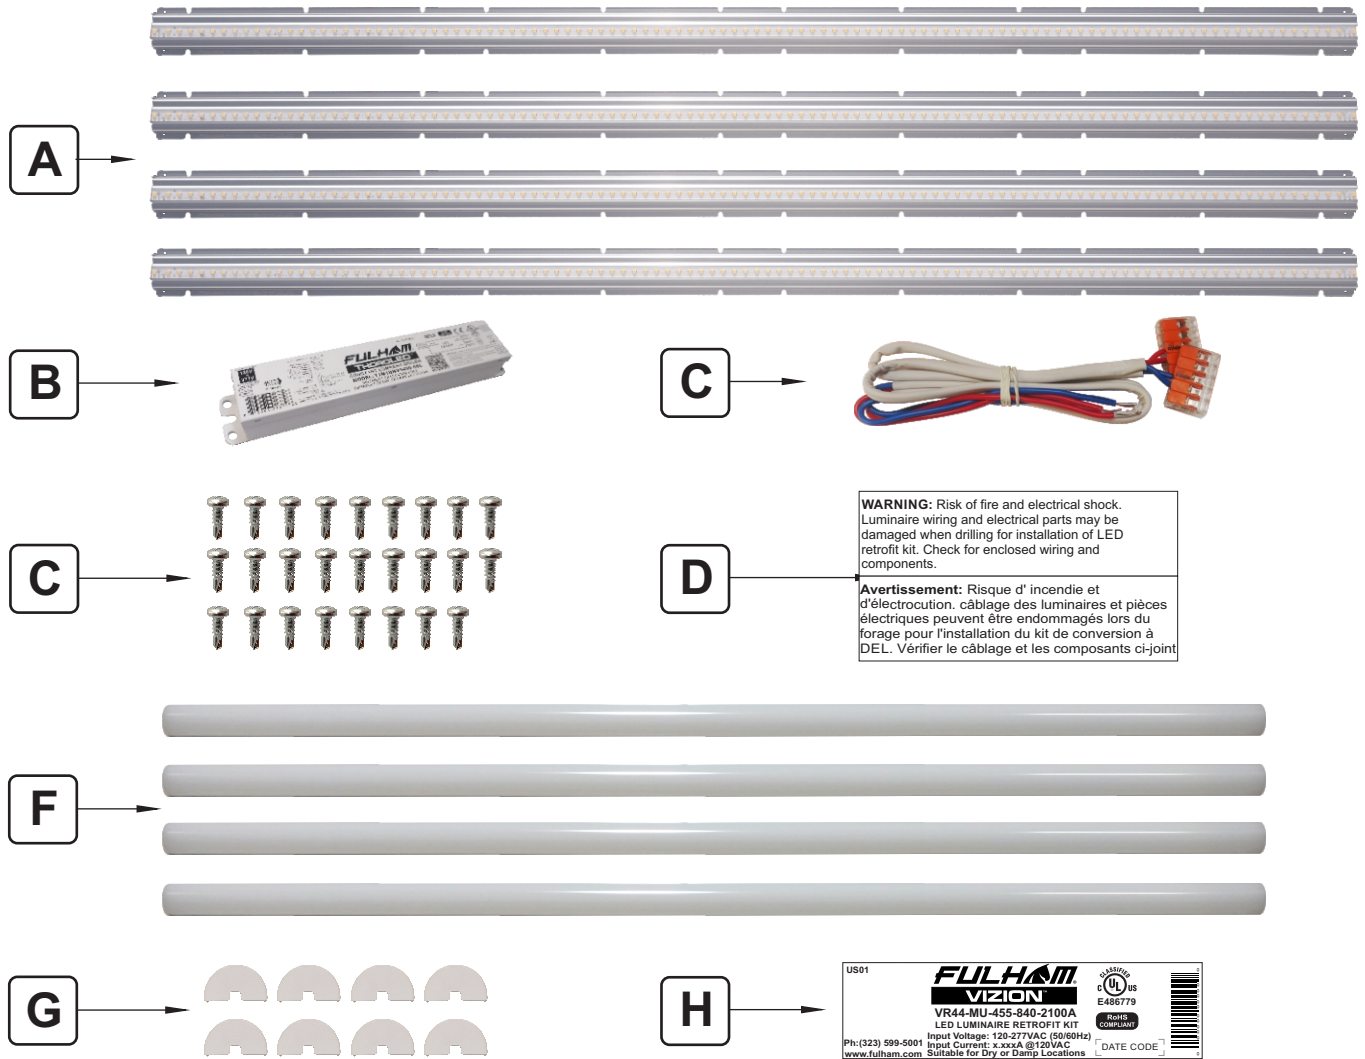 A
B
FULHAM
THOROLED
C
C
D
WARNING: Risk of fire and electrical shock.
Luminaire wiring and electrical parts may be
damaged when drilling for installation of LED
retrofit kit. Check for enclosed wiring and
components.
Avertissement: Risque d' incendie et
d'électrocution. câblage des luminaires et pièces
électriques peuvent être endommagés lors du
forage pour l'installation du kit de conversion à
DEL. Vérifier le câblage et les composants ci-joint
F
G
H
US01
FULHAM
VIZION™
VR44-MU-455-840-2100A
LED LUMINAIRE RETROFIT KIT
Input Voltage: 120-277VAC (50/60Hz)
Ph:(323) 599-5001 Input Current: x.xxxA @120VAC
www.fulham.com Suitable for Dry or Damp Locations
CLASSIFIED
C UL US
E486779
RoHS
COMPLIANT
DATE CODE